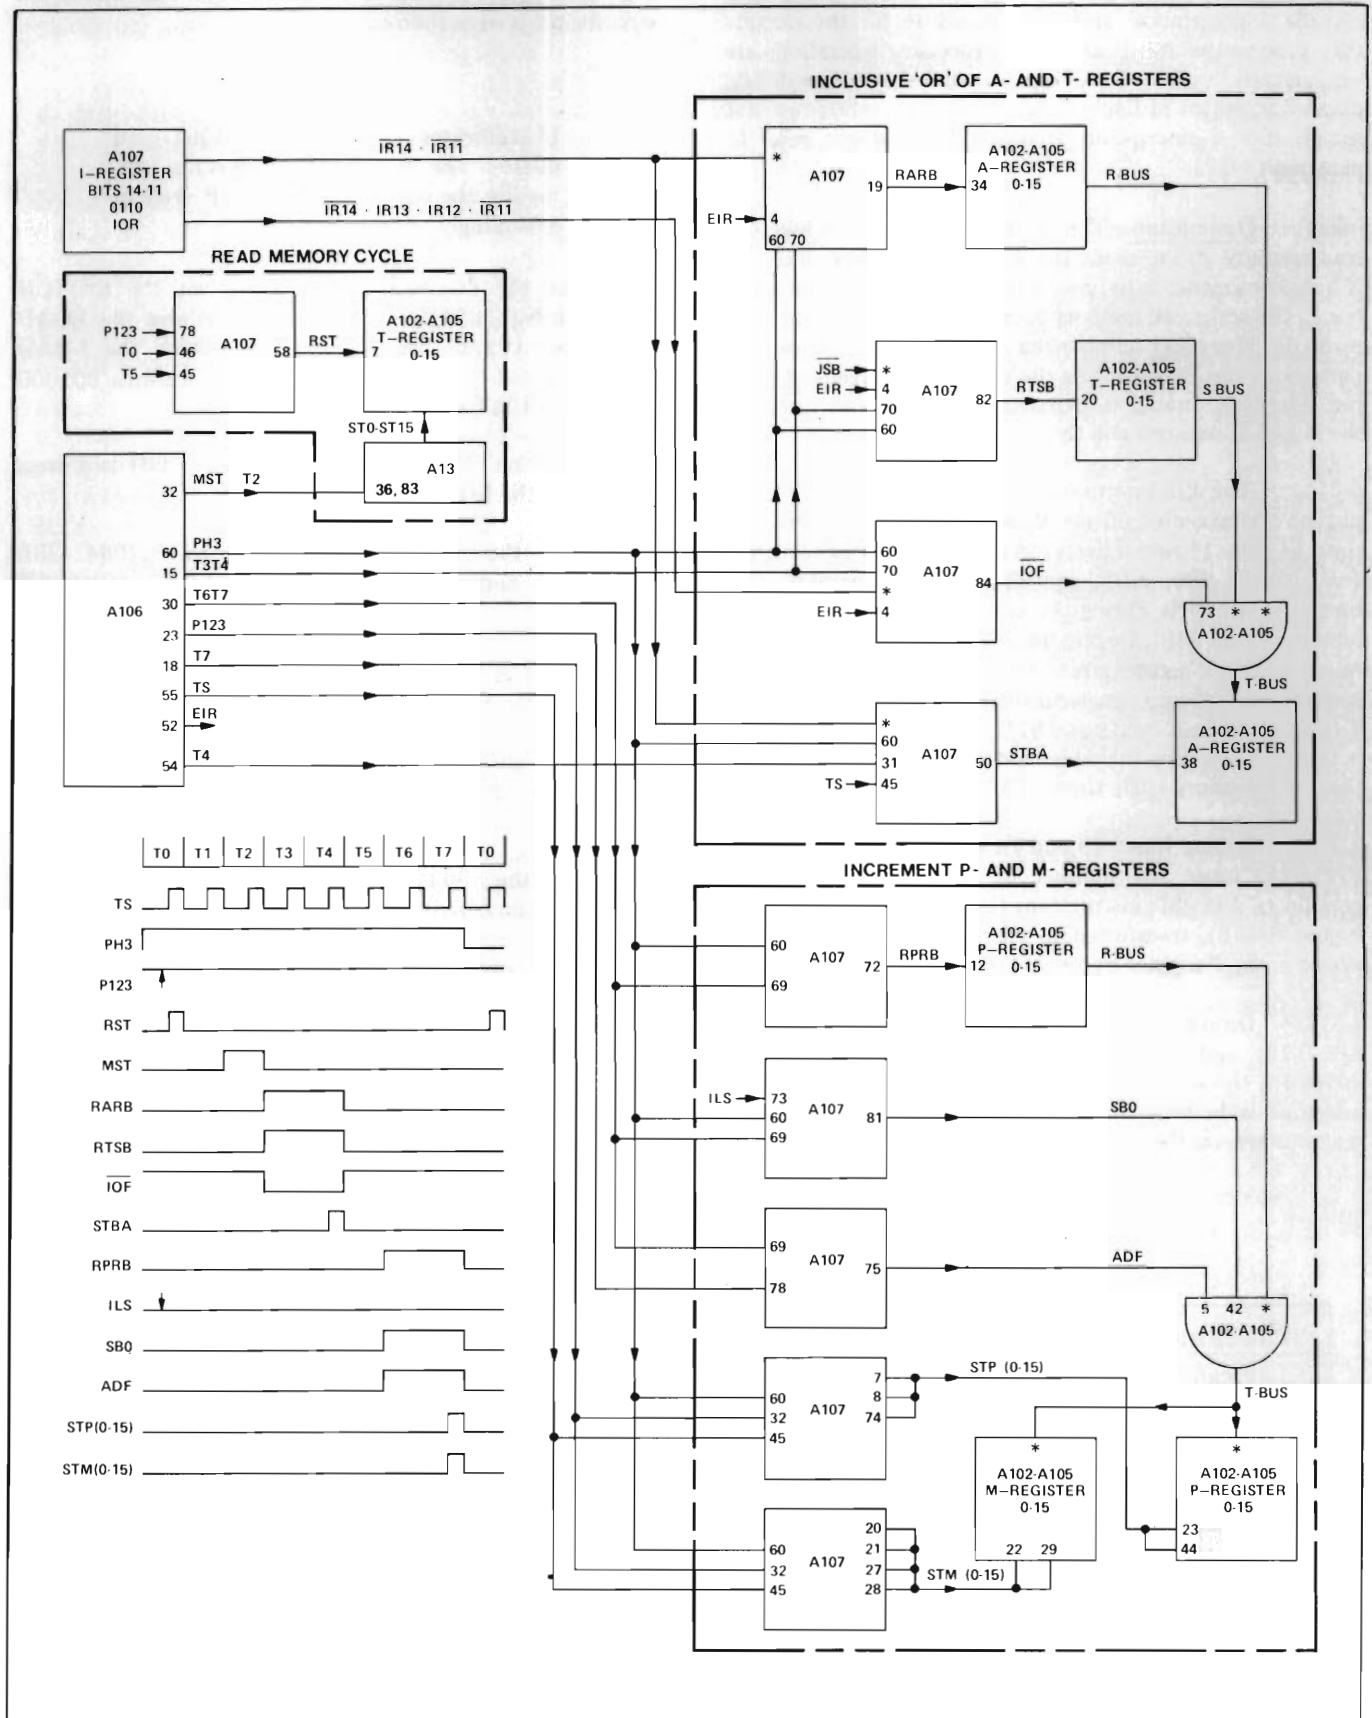 INCLUSIVE 'OR' OF A- AND T- REGISTERS
A107
I-REGISTER
BITS 14-11
0110
IOR
IR14 · IR11
IR14 · IR13 · IR12 · IR11
*
A107
19
EIR
4
60 70
RARB
A102-A105
A-REGISTER
34 0-15
R-BUS
READ MEMORY CYCLE
P123
T0
T5
78
46
45
A107
58
RST
A102-A105
T-REGISTER
7 0-15
ST0-ST15
A13
36, 83
JSB
EIR
*
4
70
60
A107
82
RTSB
A102-A105
T-REGISTER
20 0-15
S BUS
A106
32 MST T2
60 PH3
15 T3T4
30 T6T7
23 P123
18 T7
55 TS
52 EIR
54 T4
60
70
*
4
EIR
A107
84
IOF
73 * *
A102-A105
T-BUS
*
60
31
45
TS
A107
50
STBA
A102-A105
A-REGISTER
38 0-15
T0 T1 T2 T3 T4 T5 T6 T7 T0
TS
PH3
P123
RST
MST
RARB
RTSB
IOF
STBA
RPRB
ILS
SB0
ADF
STP(0-15)
STM(0-15)
INCREMENT P- AND M- REGISTERS
60
69
A107
72
RPRB
A102-A105
P-REGISTER
12 0-15
R-BUS
ILS
73
60
69
A107
81
SB0
69
78
A107
75
ADF
5 42 *
A102-A105
T-BUS
60
32
45
A107
7
8
74
STP (0-15)
*
A102-A105
M-REGISTER
0-15
22 29
*
A102-A105
P-REGISTER
0-15
23
44
60
32
45
A107
20
21
27
28
STM (0-15)